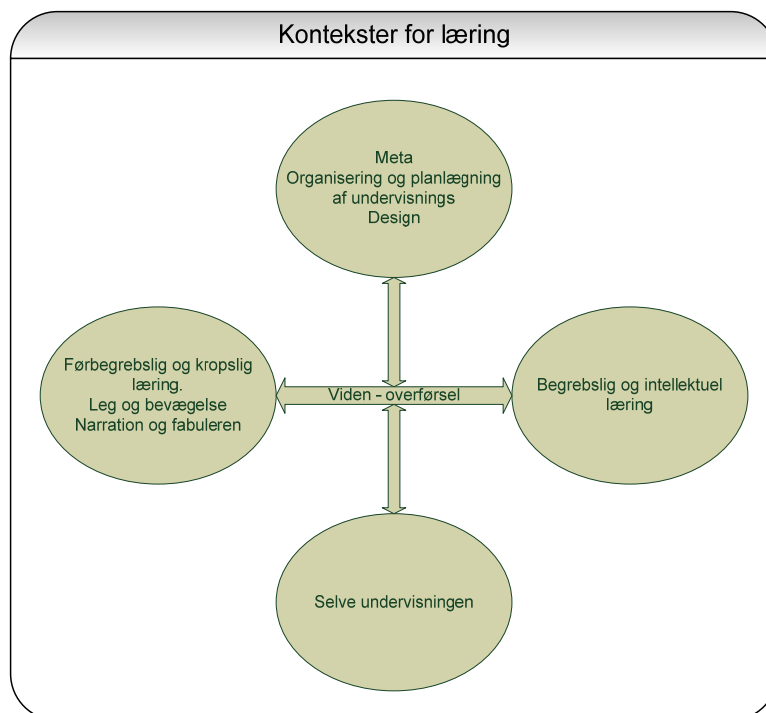 Kontekster for læring
Meta
Organisering og planlægning
af undervisnings
Design
Førbegrebslig og kropslig
læring.
Leg og bevægelse
Narration og fabuleren
Viden - overførsel
Begrebslig og intellektuel
læring
Selve undervisningen